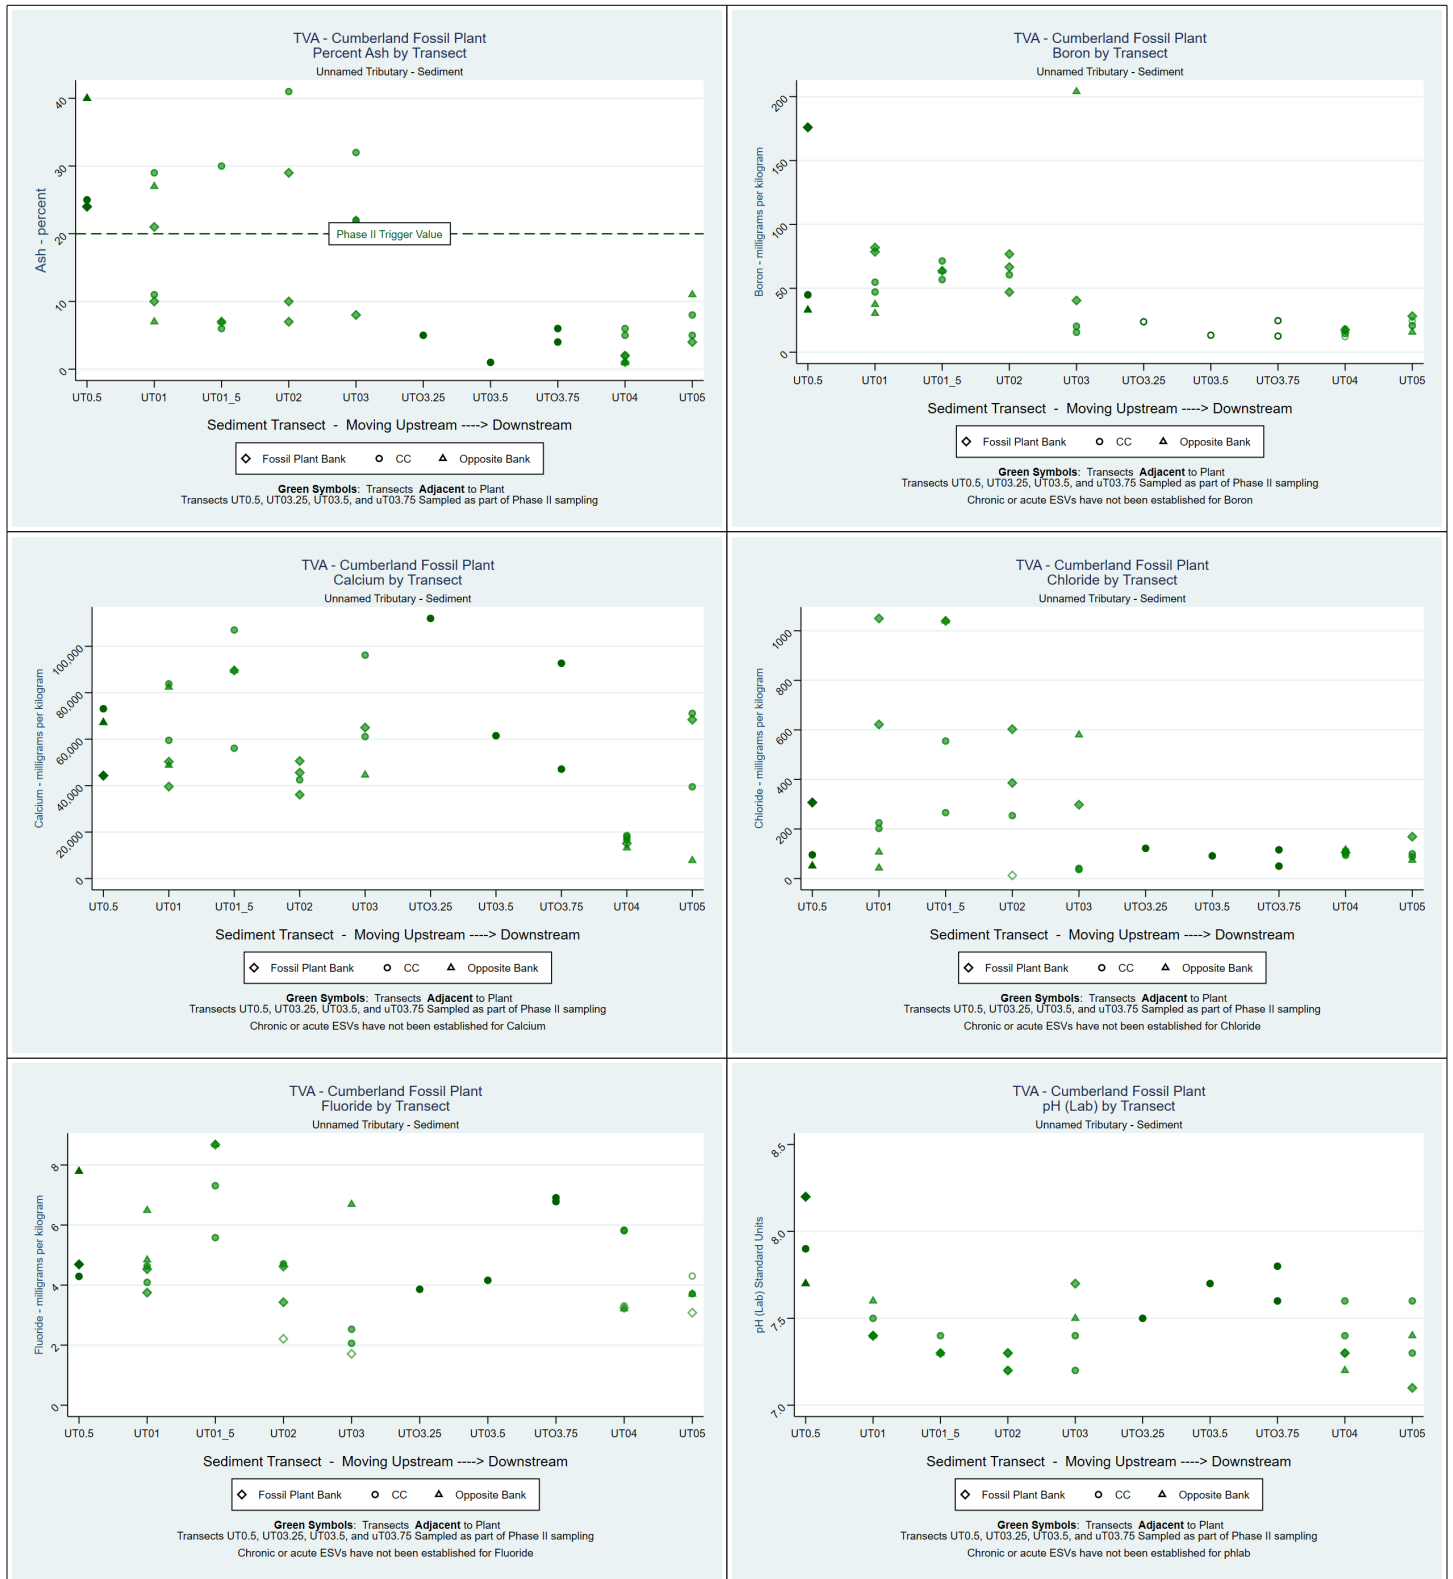 TVA - Cumberland Fossil Plant
Percent Ash by Transect
Unnamed Tributary - Sediment
Ash - percent
40
30
20
10
0
Phase II Trigger Value
UT0.5 UT01 UT01_5 UT02 UT03 UTO3.25 UT03.5 UTO3.75 UT04 UT05
Sediment Transect - Moving Upstream ----> Downstream
Fossil Plant Bank CC Opposite Bank
Green Symbols: Transects Adjacent to Plant
Transects UT0.5, UT03.25, UT03.5, and uT03.75 Sampled as part of Phase II sampling
TVA - Cumberland Fossil Plant
Boron by Transect
Unnamed Tributary - Sediment
Boron - milligrams per kilogram
200
150
100
50
0
UT0.5 UT01 UT01_5 UT02 UT03 UTO3.25 UT03.5 UTO3.75 UT04 UT05
Sediment Transect - Moving Upstream ----> Downstream
Fossil Plant Bank CC Opposite Bank
Green Symbols: Transects Adjacent to Plant
Transects UT0.5, UT03.25, UT03.5, and uT03.75 Sampled as part of Phase II sampling
Chronic or acute ESVs have not been established for Boron
TVA - Cumberland Fossil Plant
Calcium by Transect
Unnamed Tributary - Sediment
Calcium - milligrams per kilogram
100,000
80,000
60,000
40,000
20,000
0
UT0.5 UT01 UT01_5 UT02 UT03 UTO3.25 UT03.5 UTO3.75 UT04 UT05
Sediment Transect - Moving Upstream ----> Downstream
Fossil Plant Bank CC Opposite Bank
Green Symbols: Transects Adjacent to Plant
Transects UT0.5, UT03.25, UT03.5, and uT03.75 Sampled as part of Phase II sampling
Chronic or acute ESVs have not been established for Calcium
TVA - Cumberland Fossil Plant
Chloride by Transect
Unnamed Tributary - Sediment
Chloride - milligrams per kilogram
1000
800
600
400
200
0
UT0.5 UT01 UT01_5 UT02 UT03 UTO3.25 UT03.5 UTO3.75 UT04 UT05
Sediment Transect - Moving Upstream ----> Downstream
Fossil Plant Bank CC Opposite Bank
Green Symbols: Transects Adjacent to Plant
Transects UT0.5, UT03.25, UT03.5, and uT03.75 Sampled as part of Phase II sampling
Chronic or acute ESVs have not been established for Chloride
TVA - Cumberland Fossil Plant
Fluoride by Transect
Unnamed Tributary - Sediment
Fluoride - milligrams per kilogram
8
6
4
2
0
UT0.5 UT01 UT01_5 UT02 UT03 UTO3.25 UT03.5 UTO3.75 UT04 UT05
Sediment Transect - Moving Upstream ----> Downstream
Fossil Plant Bank CC Opposite Bank
Green Symbols: Transects Adjacent to Plant
Transects UT0.5, UT03.25, UT03.5, and uT03.75 Sampled as part of Phase II sampling
Chronic or acute ESVs have not been established for Fluoride
TVA - Cumberland Fossil Plant
pH (Lab) by Transect
Unnamed Tributary - Sediment
pH (Lab) Standard Units
8.5
8.0
7.5
7.0
UT0.5 UT01 UT01_5 UT02 UT03 UTO3.25 UT03.5 UTO3.75 UT04 UT05
Sediment Transect - Moving Upstream ----> Downstream
Fossil Plant Bank CC Opposite Bank
Green Symbols: Transects Adjacent to Plant
Transects UT0.5, UT03.25, UT03.5, and uT03.75 Sampled as part of Phase II sampling
Chronic or acute ESVs have not been established for phlab